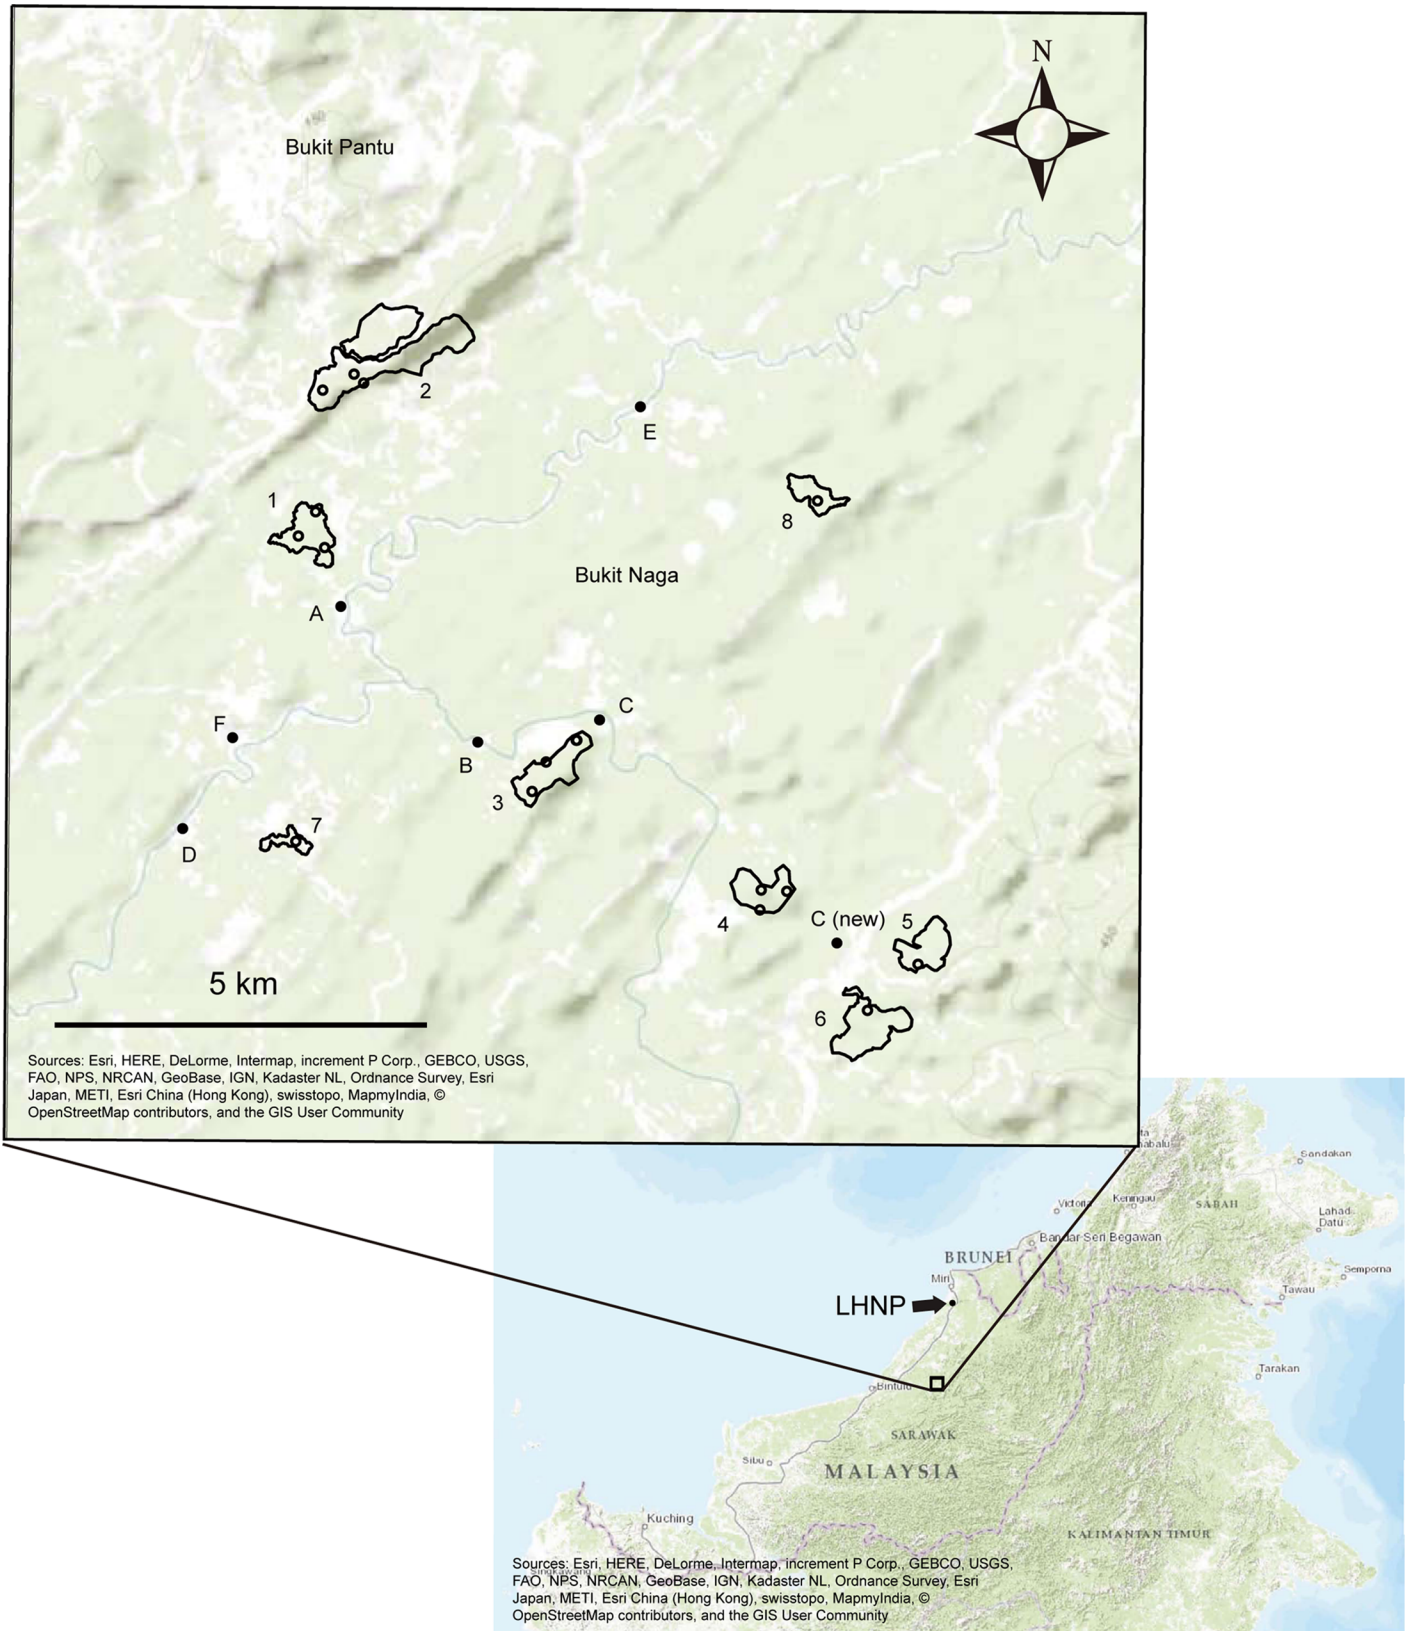 N
Bukit Pantu
2
E
1
8
Bukit Naga
A
C
F
B
3
7
D
4
C (new)
5
6
5 km
Sources: Esri, HERE, DeLorme, Intermap, increment P Corp., GEBCO, USGS,
FAO, NPS, NRCAN, GeoBase, IGN, Kadaster NL, Ordnance Survey, Esri
Japan, METI, Esri China (Hong Kong), swisstopo, MapmyIndia, ©
OpenStreetMap contributors, and the GIS User Community
450
Sandakan
Victoria
Keningau
SABAH
Lahad
Datu
Bandar Seri Begawan
BRUNEI
Semporna
Miri
Tawau
LHNP
Tarakan
Bintulu
SARAWAK
Sibu
MALAYSIA
Kuching
KALIMANTAN TIMUR
Singkawang
Sources: Esri, HERE, DeLorme, Intermap, increment P Corp., GEBCO, USGS,
FAO, NPS, NRCAN, GeoBase, IGN, Kadaster NL, Ordnance Survey, Esri
Japan, METI, Esri China (Hong Kong), swisstopo, MapmyIndia, ©
OpenStreetMap contributors, and the GIS User Community